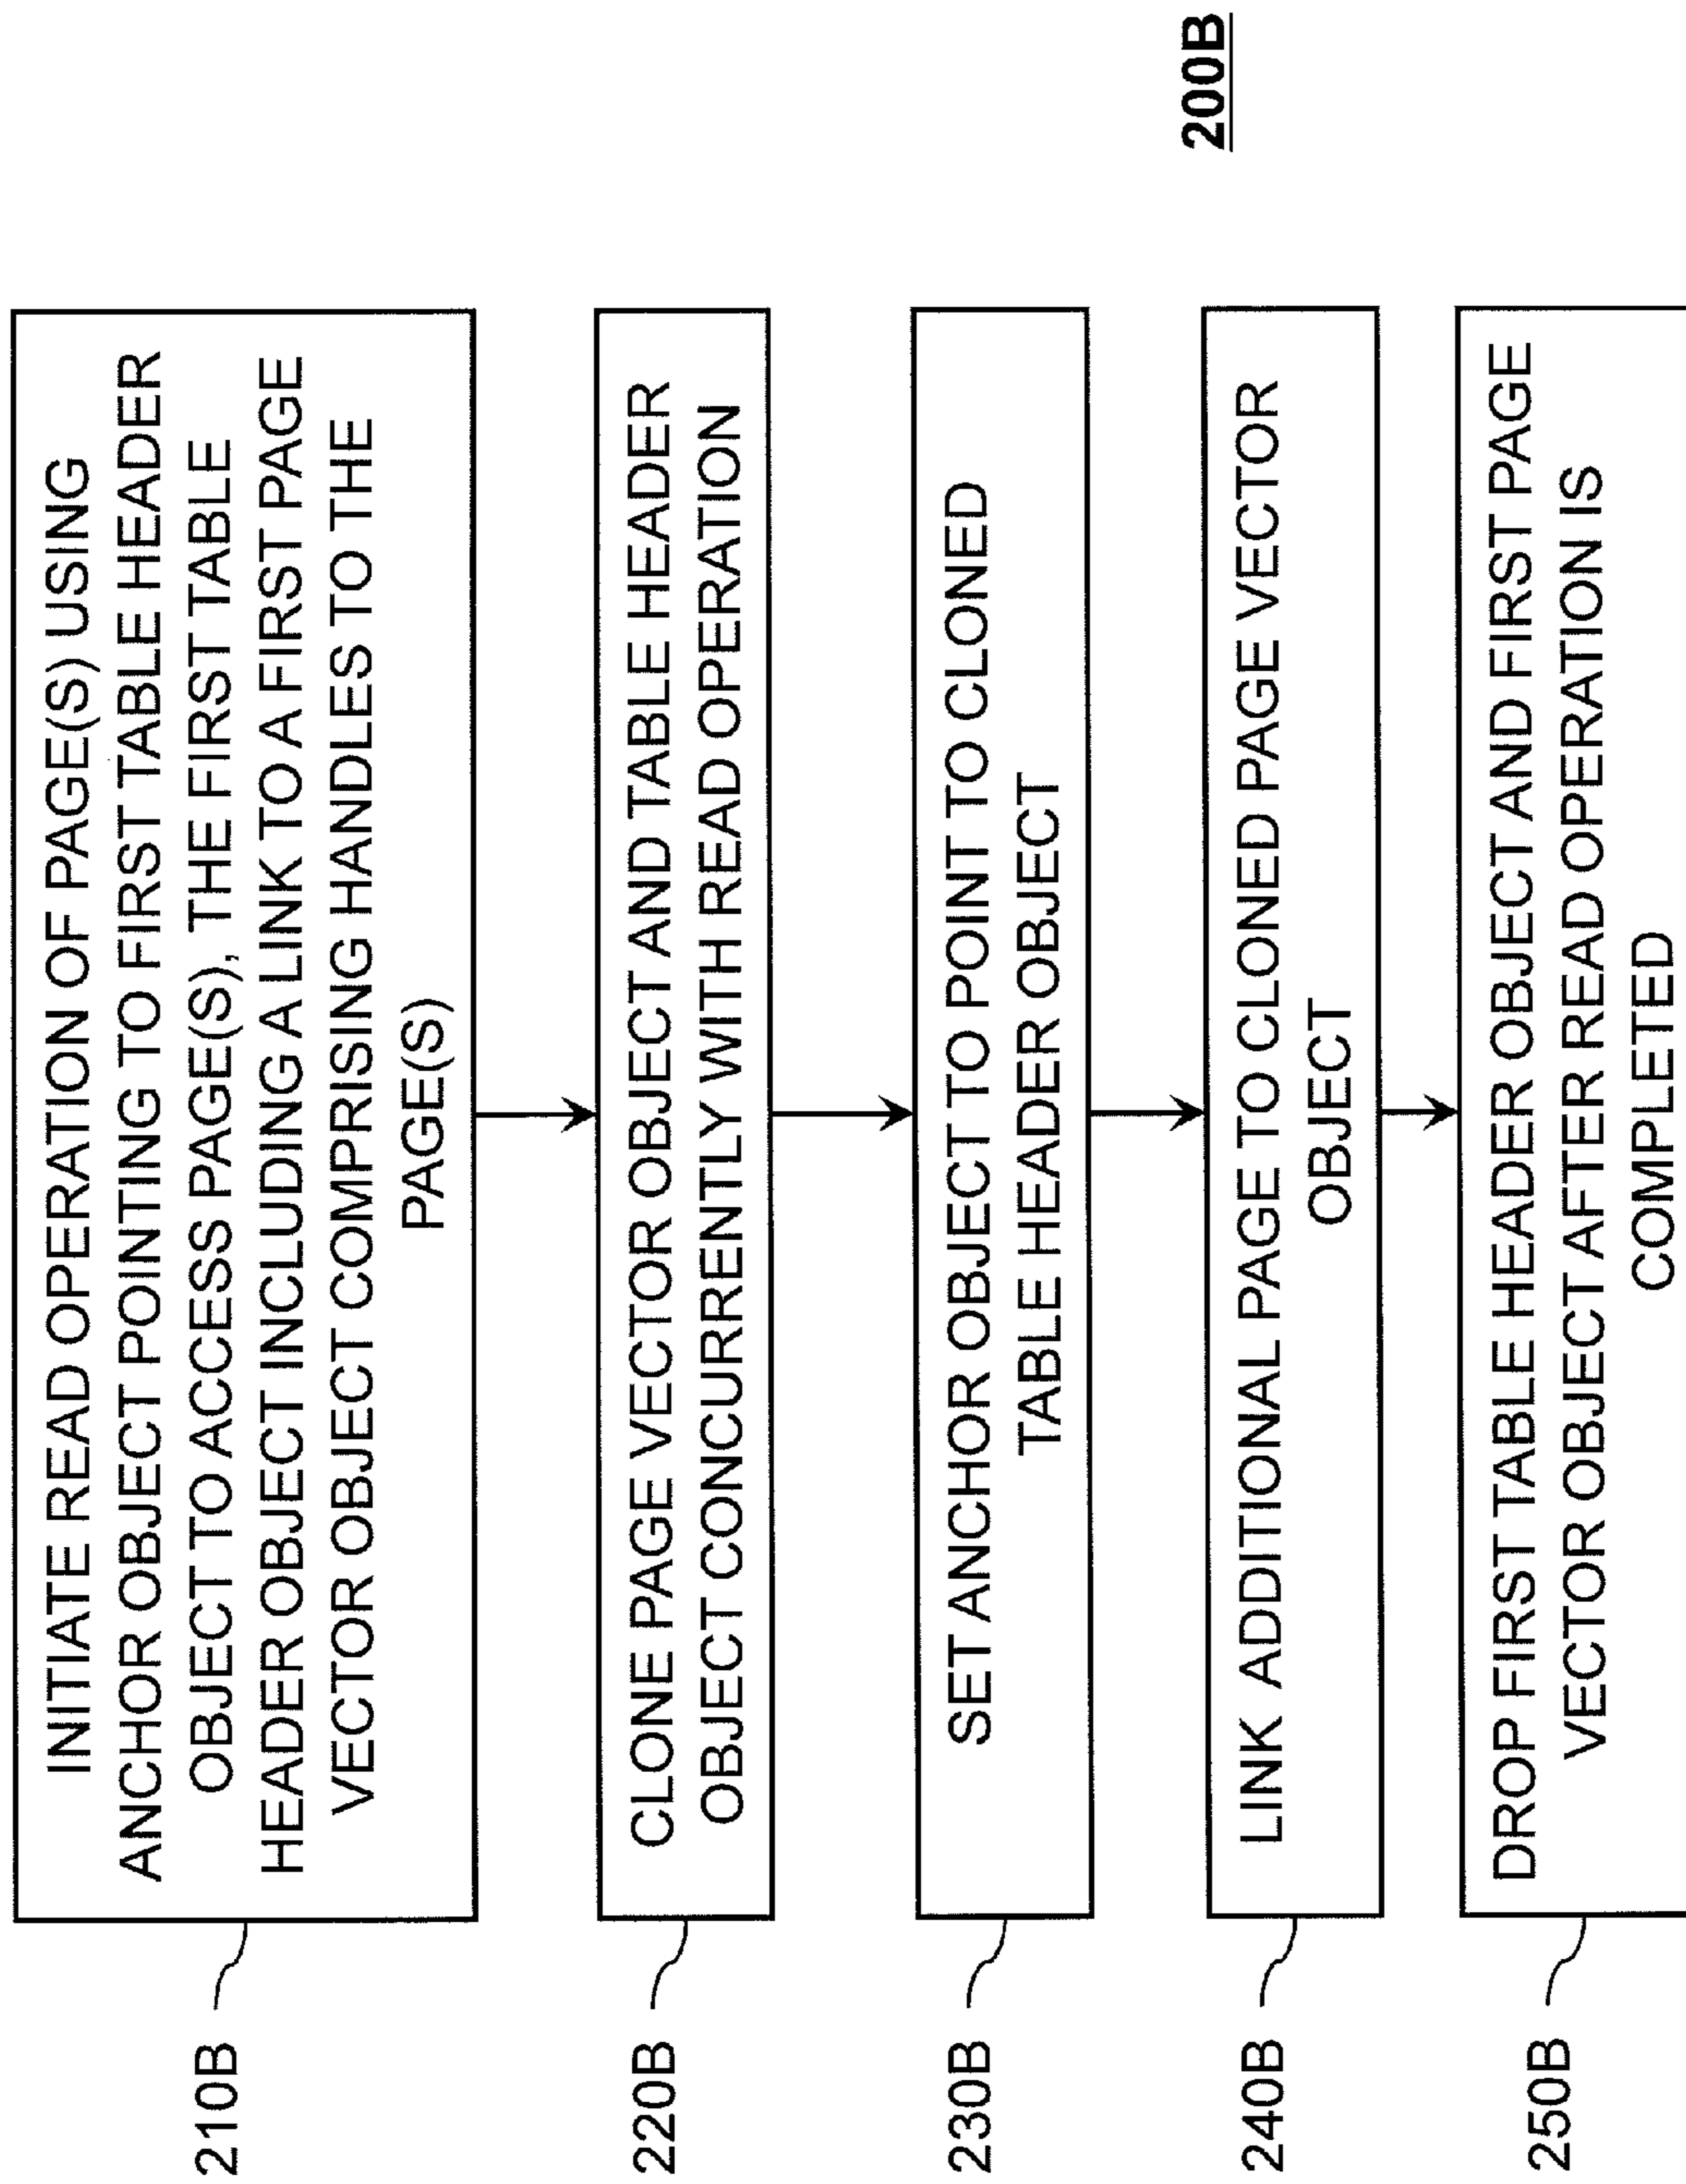 210B
INITIATE READ OPERATION OF PAGE(S) USING
ANCHOR OBJECT POINTING TO FIRST TABLE HEADER
OBJECT TO ACCESS PAGE(S), THE FIRST TABLE
HEADER OBJECT INCLUDING A LINK TO A FIRST PAGE
VECTOR OBJECT COMPRISING HANDLES TO THE
PAGE(S)
220B
CLONE PAGE VECTOR OBJECT AND TABLE HEADER
OBJECT CONCURRENTLY WITH READ OPERATION
230B
SET ANCHOR OBJECT TO POINT TO CLONED
TABLE HEADER OBJECT
240B
LINK ADDITIONAL PAGE TO CLONED PAGE VECTOR
OBJECT
250B
DROP FIRST TABLE HEADER OBJECT AND FIRST PAGE
VECTOR OBJECT AFTER READ OPERATION IS
COMPLETED
200B